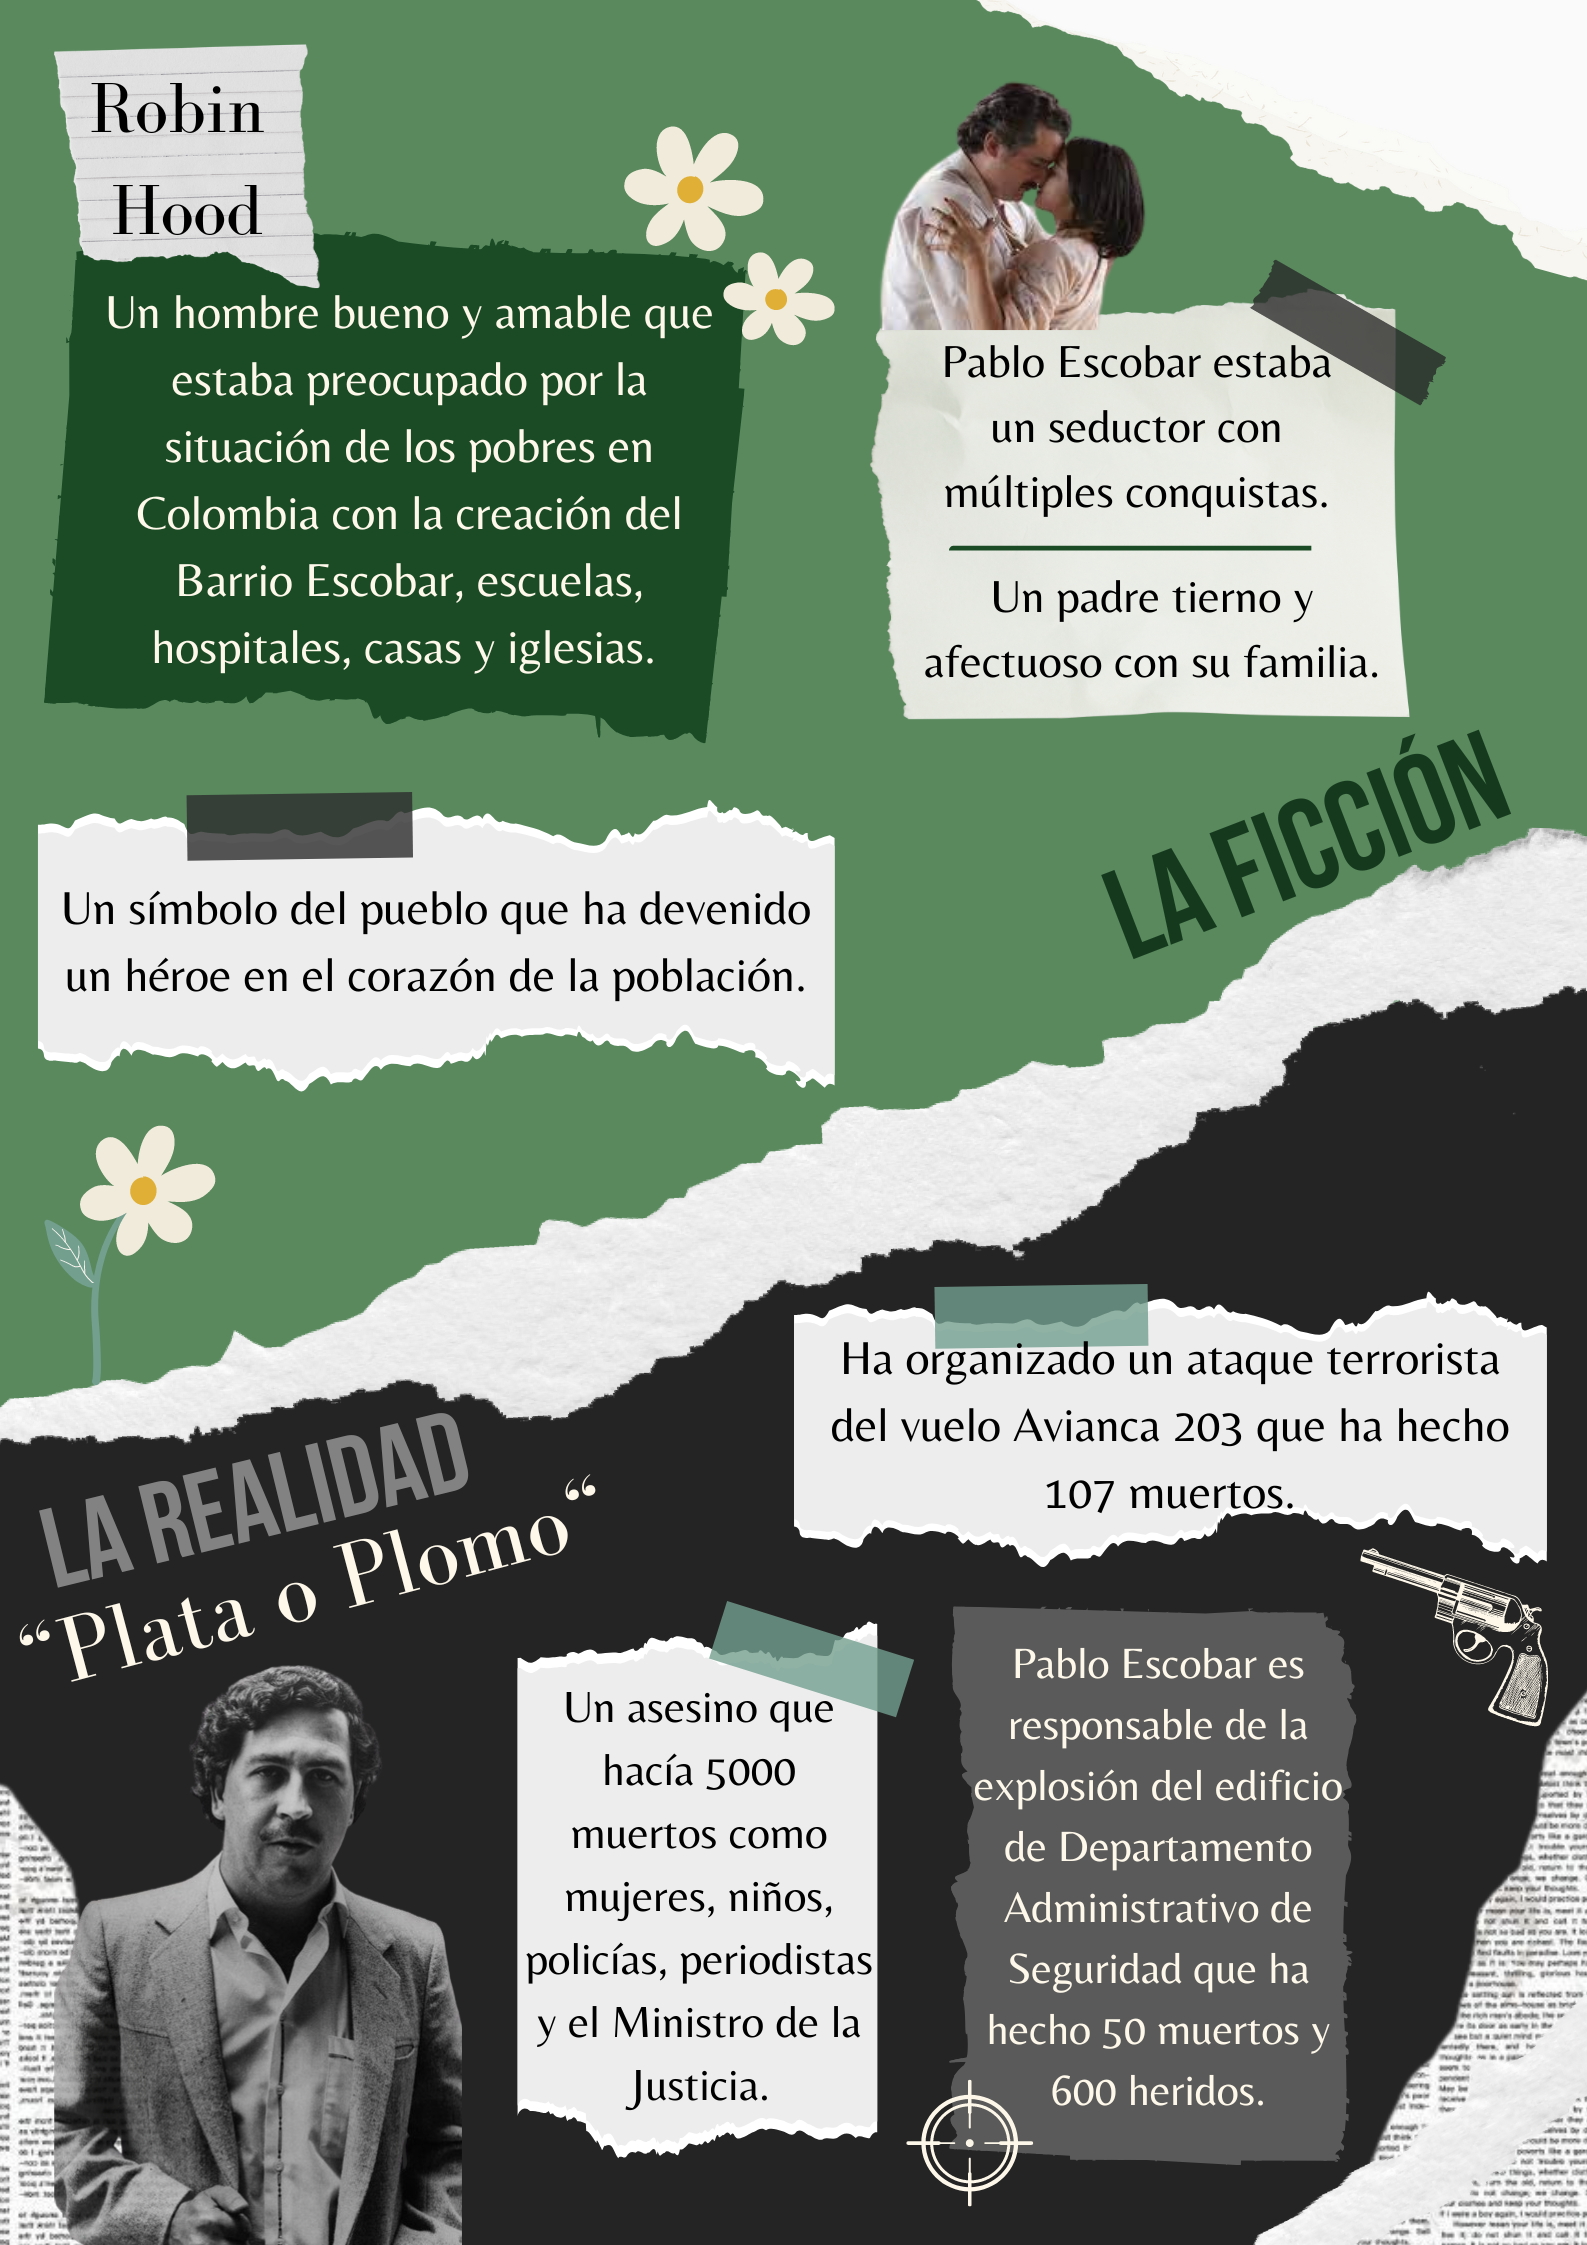 Robin
Hood
Un hombre bueno y amable que
estaba preocupado por la
situación de los pobres en
Colombia con la creación del
Barrio Escobar, escuelas,
hospitales, casas y iglesias.
Pablo Escobar estaba
un seductor con
múltiples conquistas.
Un padre tierno y
afectuoso con su familia.
LA FICCIÓN
Un símbolo del pueblo que ha devenido
un héroe en el corazón de la población.
Ha organizado un ataque terrorista
del vuelo Avianca 203 que ha hecho
107 muertos.
LA REALIDAD
“Plata o Plomo“
Un asesino que
hacía 5000
muertos como
mujeres, niños,
policías, periodistas
y el Ministro de la
Justicia.
Pablo Escobar es
responsable de la
explosión del edificio
de Departamento
Administrativo de
Seguridad que ha
hecho 50 muertos y
600 heridos.